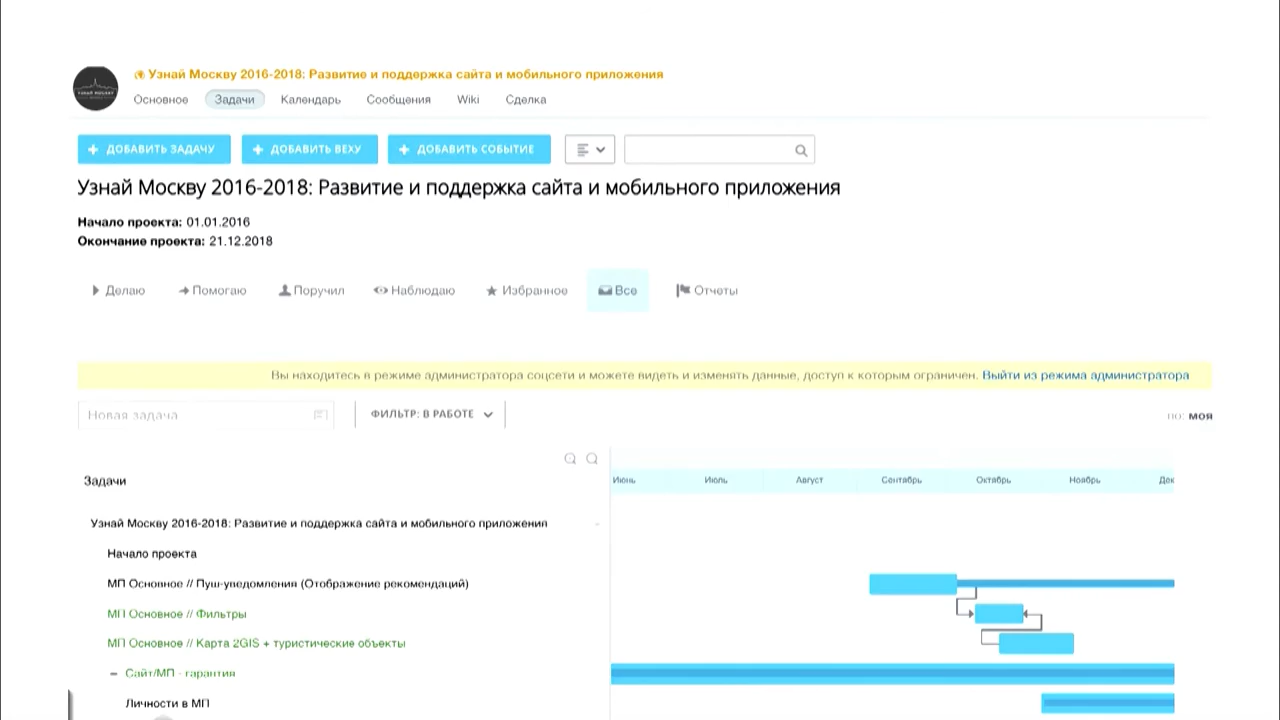 Узнай Москву 2016-2018: Развитие и поддержка сайта и мобильного приложения
Основное Задачи Календарь Сообщения Wiki Сделка
+ ДОБАВИТЬ ЗАДАЧУ + ДОБАВИТЬ ВЕХУ + ДОБАВИТЬ СОБЫТИЕ
Узнай Москву 2016-2018: Развитие и поддержка сайта и мобильного приложения
Начало проекта: 01.01.2016
Окончание проекта: 21.12.2018
Делаю Помогаю Поручил Наблюдаю Избранное Все Отчеты
Вы находитесь в режиме администратора соцсети и можете видеть и изменять данные, доступ к которым ограничен. Выйти из режима администратора
Новая задача ФИЛЬТР: В РАБОТЕ по: моя
Задачи Июнь Июль Август Сентябрь Октябрь Ноябрь Дек
Узнай Москву 2016-2018: Развитие и поддержка сайта и мобильного приложения
Начало проекта
МП Основное // Пуш-уведомления (Отображение рекомендаций)
МП Основное // Фильтры
МП Основное // Карта 2GIS + туристические объекты
Сайт/МП - гарантия
Личности в МП